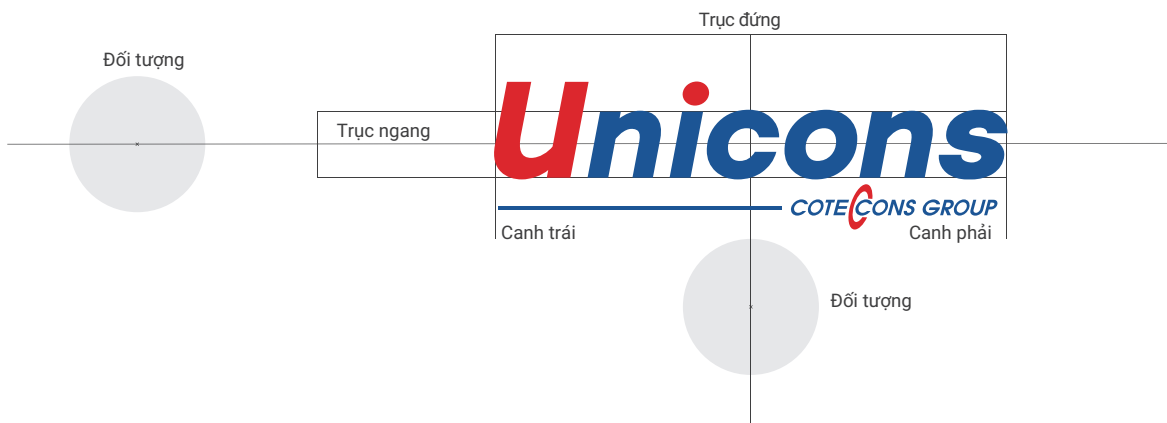 Trục đứng
Đối tượng
Trục ngang
Unicons
COTECCONS GROUP
Canh trái
Canh phải
Đối tượng